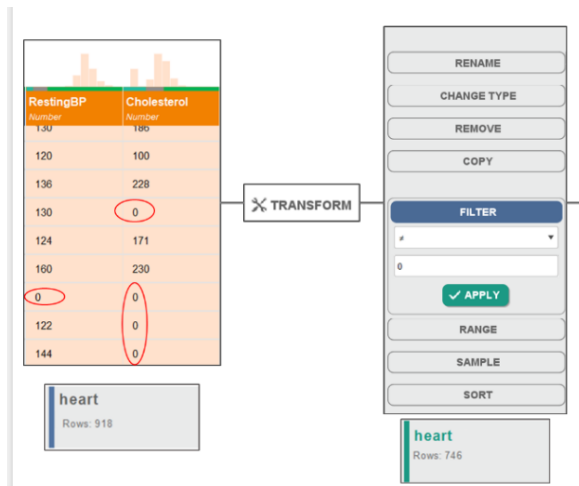 RestingBP Cholesterol
Number Number
130 186
120 100
136 228
130 0
124 171
160 230
0 0
122 0
144 0
heart
Rows: 918
TRANSFORM
RENAME
CHANGE TYPE
REMOVE
COPY
FILTER
≠
0
APPLY
RANGE
SAMPLE
SORT
heart
Rows: 746